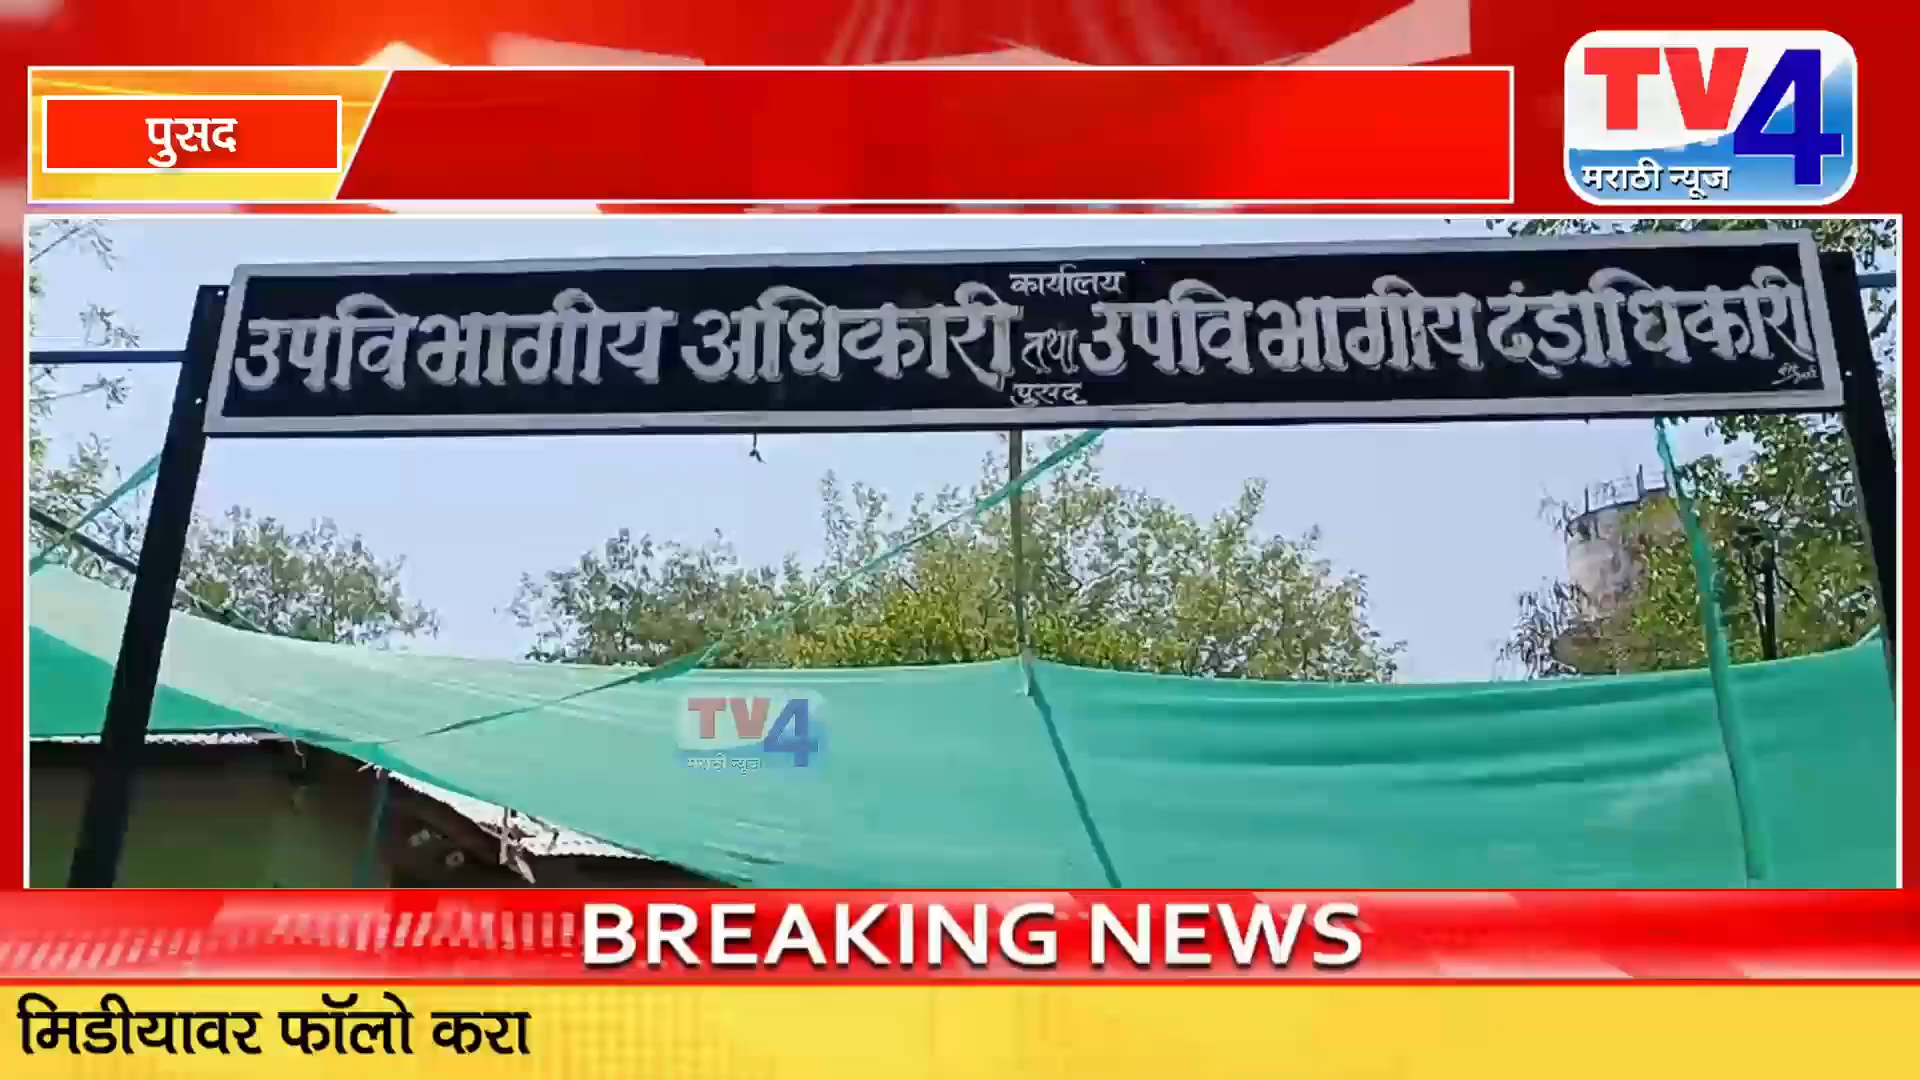 पुसद
TV4
मराठी न्यूज
कार्यालय
उपविभागीय अधिकारी तथा उपविभागीय दंडाधिकारी
पुसद
TV4
मराठी न्यूज
BREAKING NEWS
मिडीयावर फॉलो करा